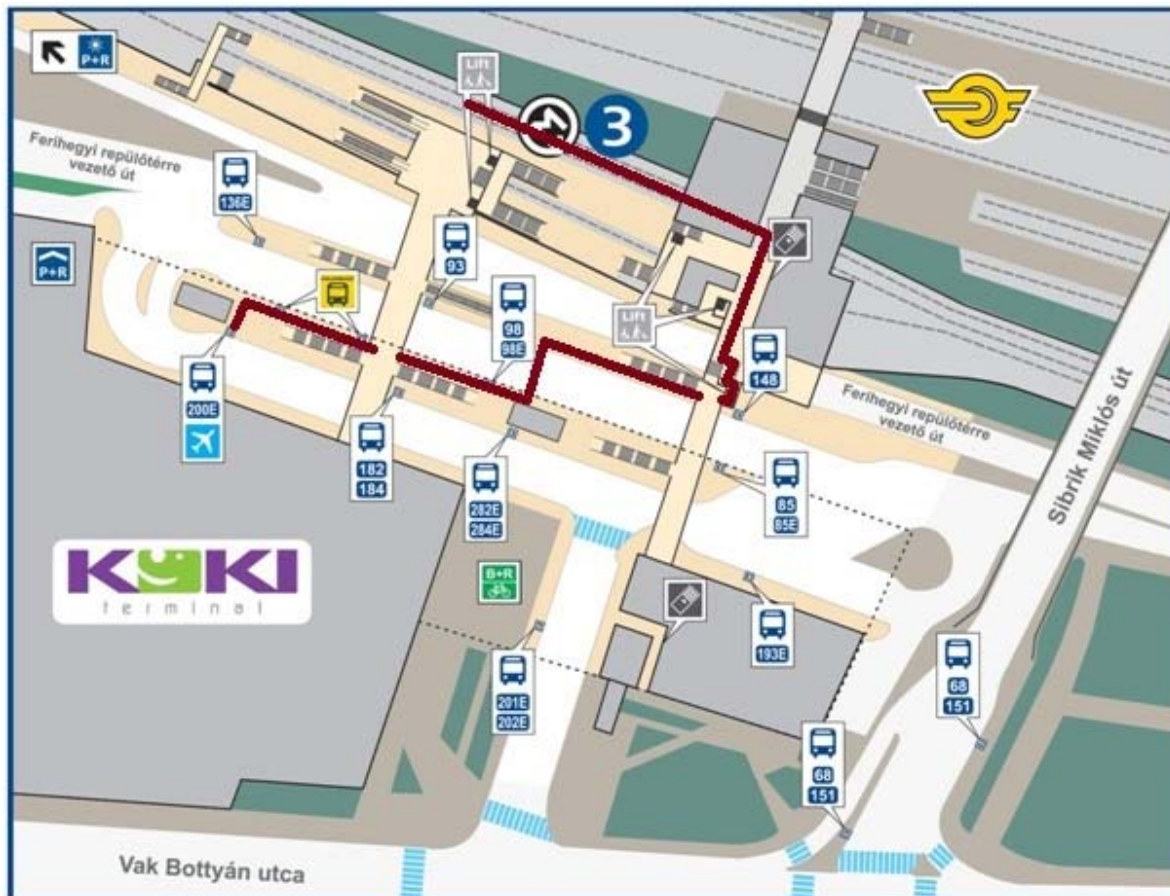 P+R
Lift
3
Ferihegyi repülőtérre
vezető út
136E
P+R
93
98
98E
Lift
148
200E
Ferihegyi repülőtérre
vezető út
Sibrik Miklós út
182
184
282E
284E
85
85E
KöKI
terminal
B+R
193E
201E
202E
68
151
68
151
Vak Bottyán utca